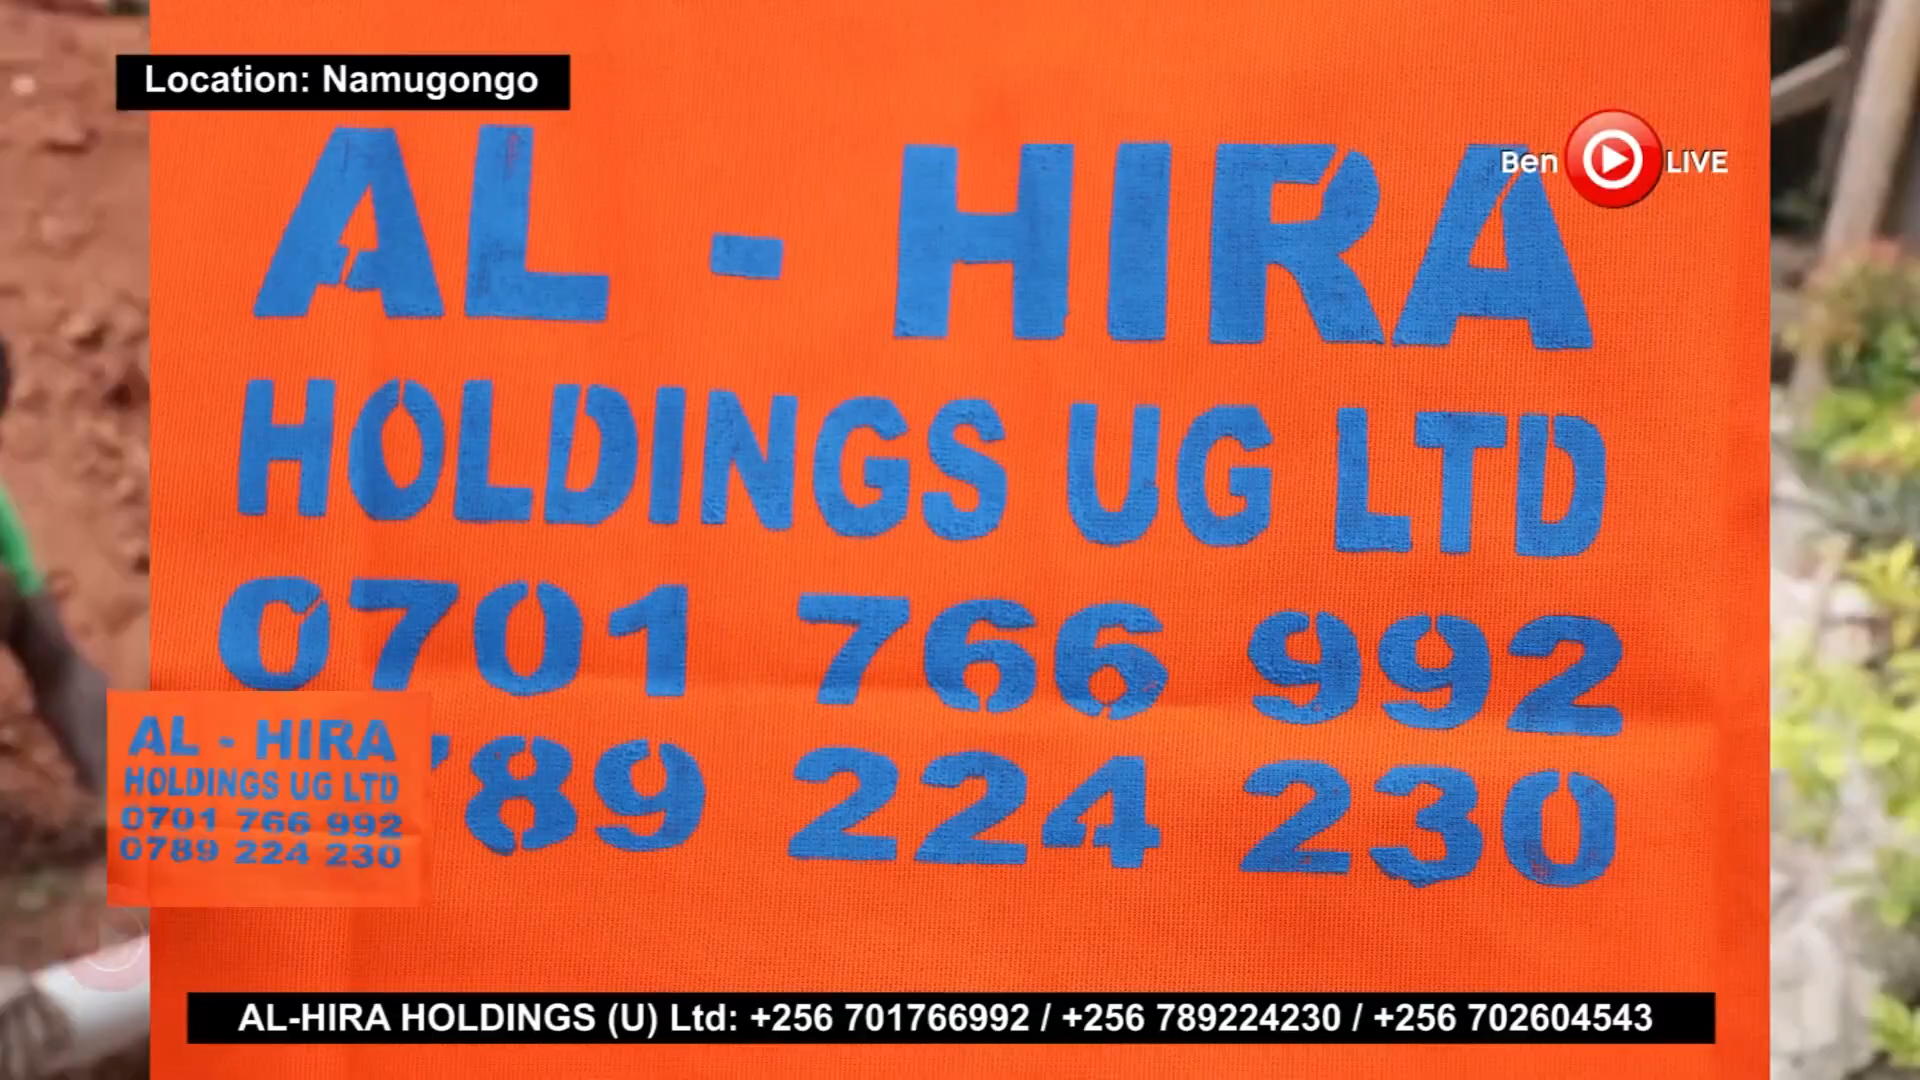 Location: Namugongo
Ben LIVE
AL - HIRA
HOLDINGS UG LTD
0701 766 992
789 224 230
AL - HIRA
HOLDINGS UG LTD
0701 766 992
0789 224 230
AL-HIRA HOLDINGS (U) Ltd: +256 701766992 / +256 789224230 / +256 702604543